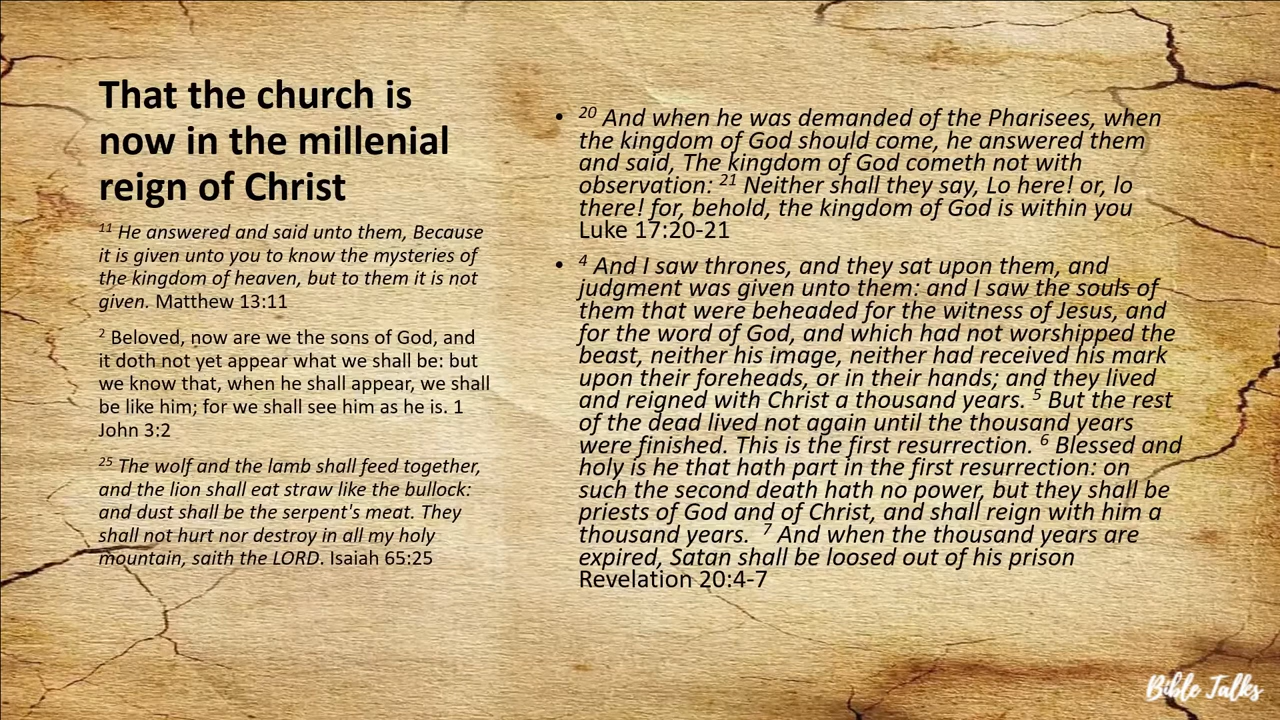 That the church is
now in the millenial
reign of Christ
11 He answered and said unto them, Because
it is given unto you to know the mysteries of
the kingdom of heaven, but to them it is not
given. Matthew 13:11
2 Beloved, now are we the sons of God, and
it doth not yet appear what we shall be: but
we know that, when he shall appear, we shall
be like him; for we shall see him as he is. 1
John 3:2
25 The wolf and the lamb shall feed together,
and the lion shall eat straw like the bullock:
and dust shall be the serpent's meat. They
shall not hurt nor destroy in all my holy
mountain, saith the LORD. Isaiah 65:25
• 20 And when he was demanded of the Pharisees, when
the kingdom of God should come, he answered them
and said, The kingdom of God cometh not with
observation: 21 Neither shall they say, Lo here! or, lo
there! for, behold, the kingdom of God is within you
Luke 17:20-21
• 4 And I saw thrones, and they sat upon them, and
judgment was given unto them: and I saw the souls of
them that were beheaded for the witness of Jesus, and
for the word of God, and which had not worshipped the
beast, neither his image, neither had received his mark
upon their foreheads, or in their hands; and they lived
and reigned with Christ a thousand years. 5 But the rest
of the dead lived not again until the thousand years
were finished. This is the first resurrection. 6 Blessed and
holy is he that hath part in the first resurrection: on
such the second death hath no power, but they shall be
priests of God and of Christ, and shall reign with him a
thousand years. 7 And when the thousand years are
expired, Satan shall be loosed out of his prison
Revelation 20:4-7
Bible Talks